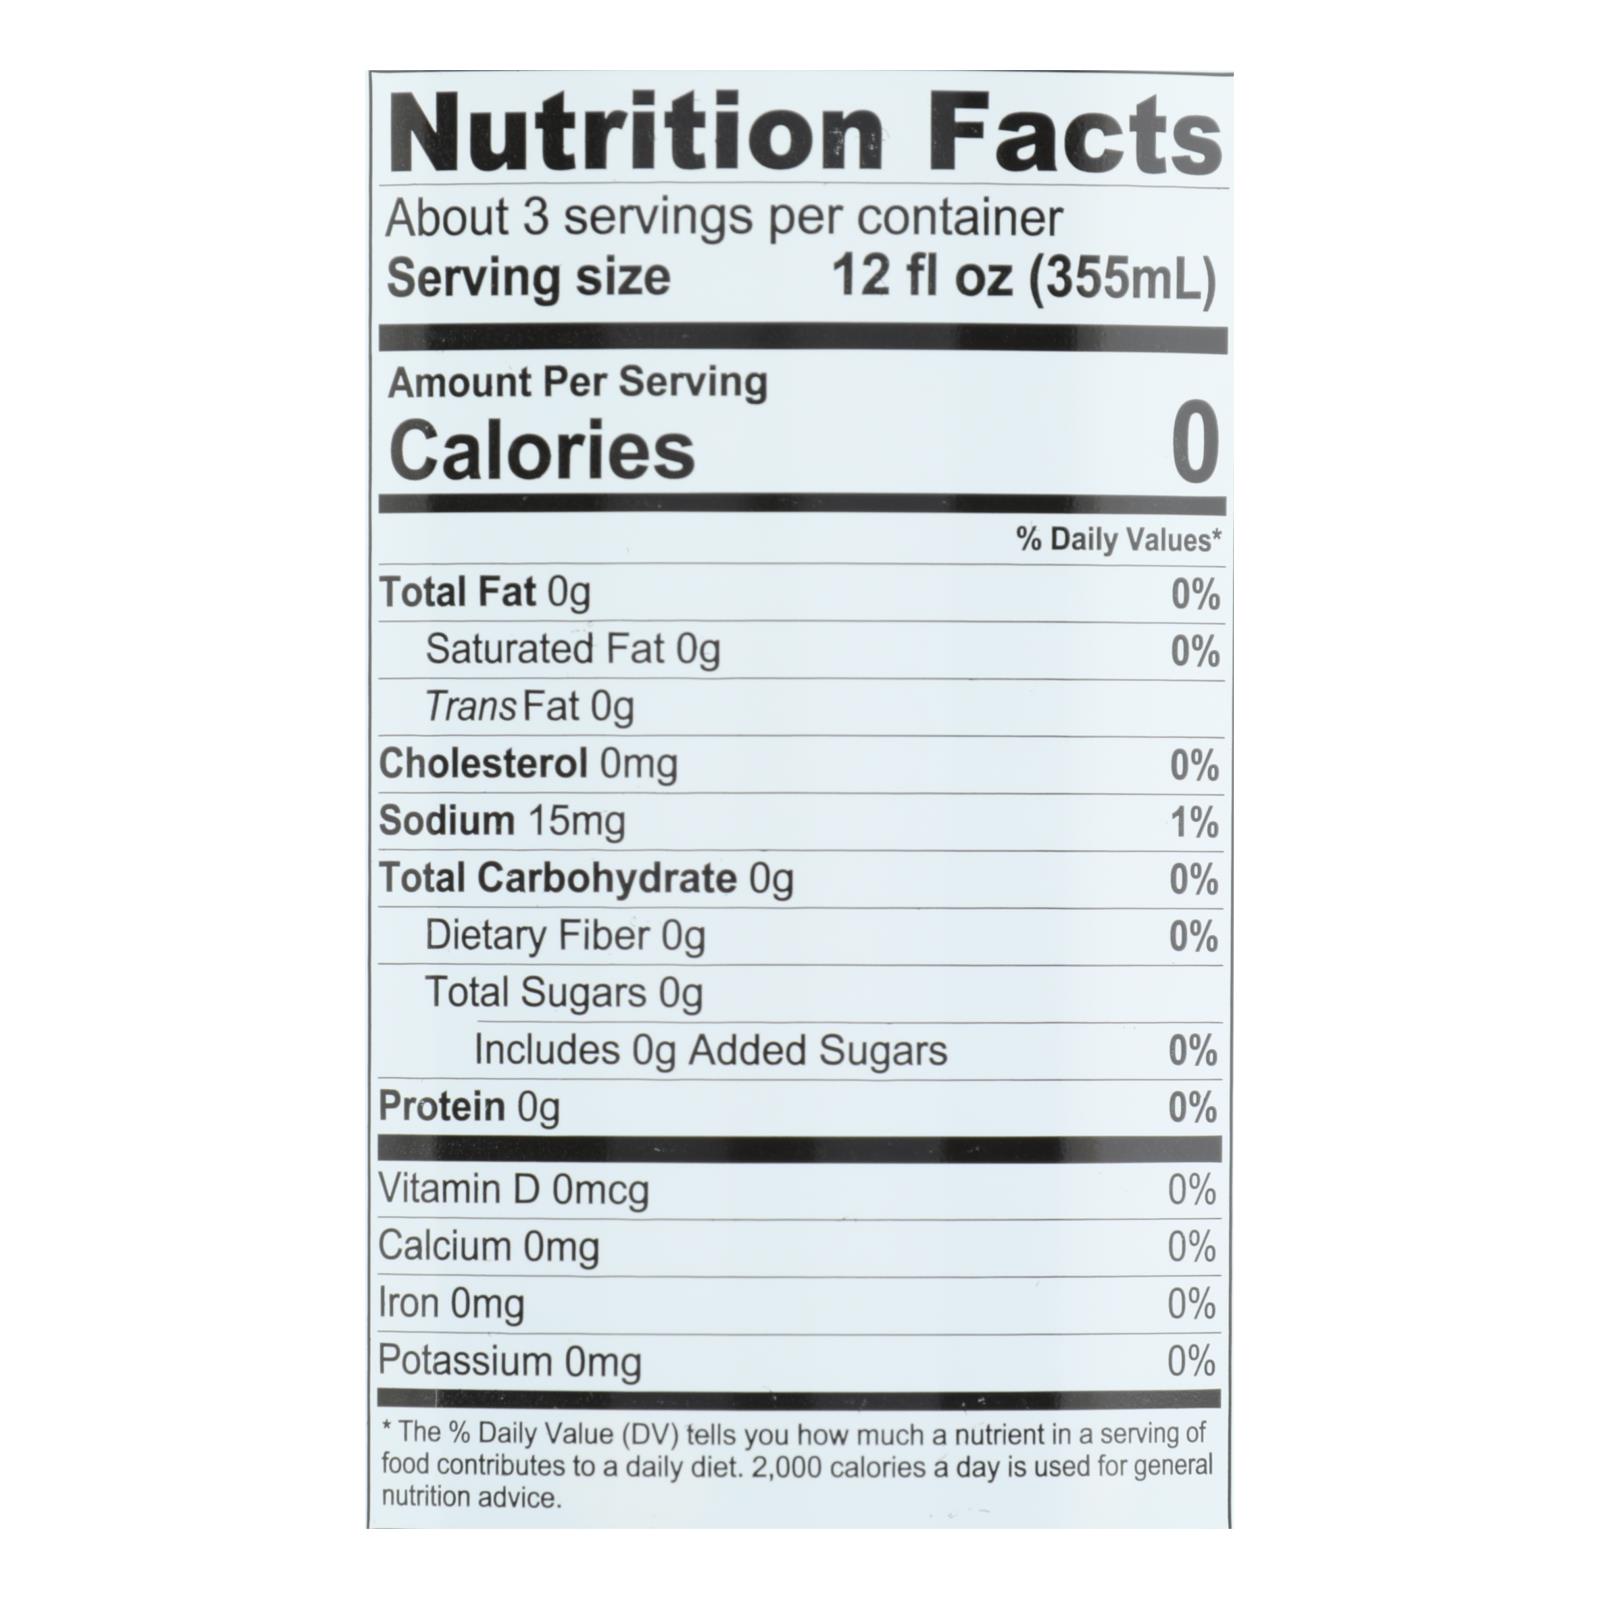 Nutrition Facts
About 3 servings per container
Serving size 12 fl oz (355mL)
Amount Per Serving
Calories 0
% Daily Values*
Total Fat 0g 0%
Saturated Fat 0g 0%
Trans Fat 0g
Cholesterol 0mg 0%
Sodium 15mg 1%
Total Carbohydrate 0g 0%
Dietary Fiber 0g 0%
Total Sugars 0g
Includes 0g Added Sugars 0%
Protein 0g 0%
Vitamin D 0mcg 0%
Calcium 0mg 0%
Iron 0mg 0%
Potassium 0mg 0%
* The % Daily Value (DV) tells you how much a nutrient in a serving of
food contributes to a daily diet. 2,000 calories a day is used for general
nutrition advice.